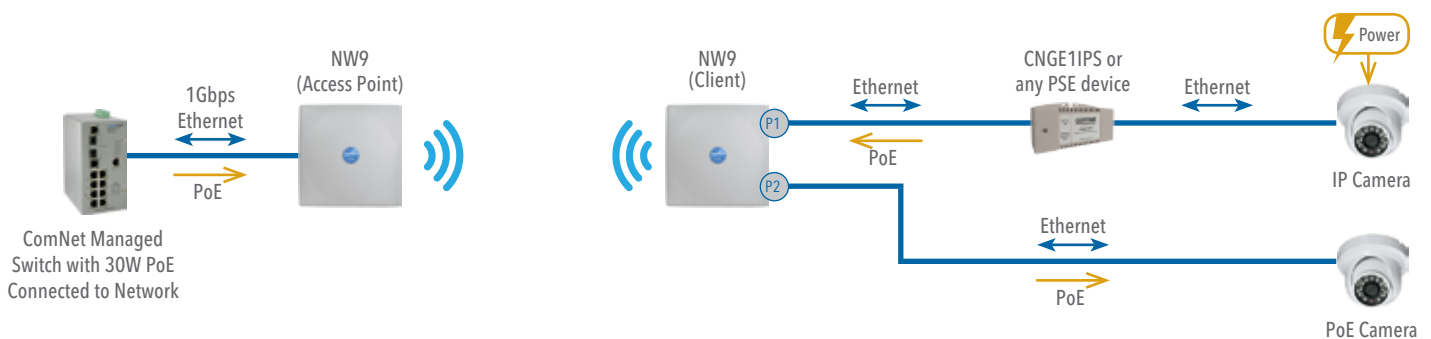 1Gbps
Ethernet
PoE
ComNet Managed
Switch with 30W PoE
Connected to Network
NW9
(Access Point)
NW9
(Client)
P1
P2
Ethernet
PoE
CNGE1IPS or
any PSE device
Ethernet
Power
IP Camera
Ethernet
PoE
PoE Camera